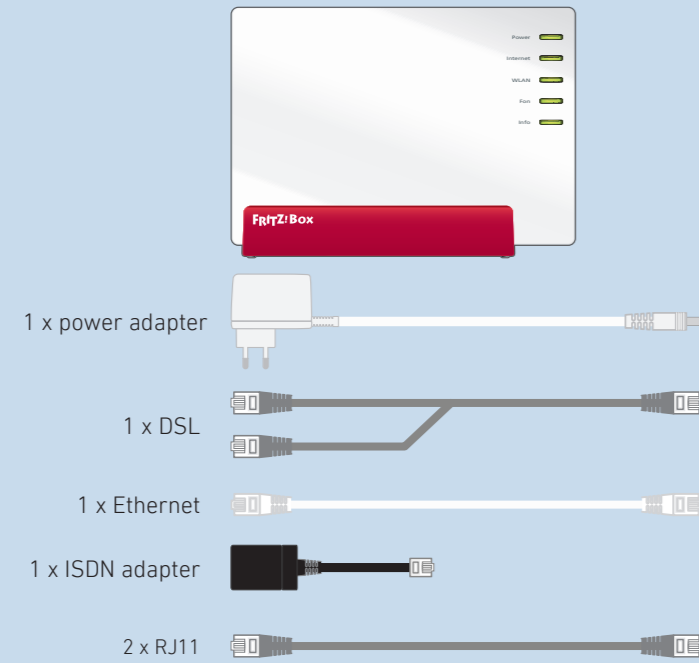 Power
Internet
WLAN
Fon
Info
FRITZ!Box
1 x power adapter
1 x DSL
1 x Ethernet
1 x ISDN adapter
2 x RJ11